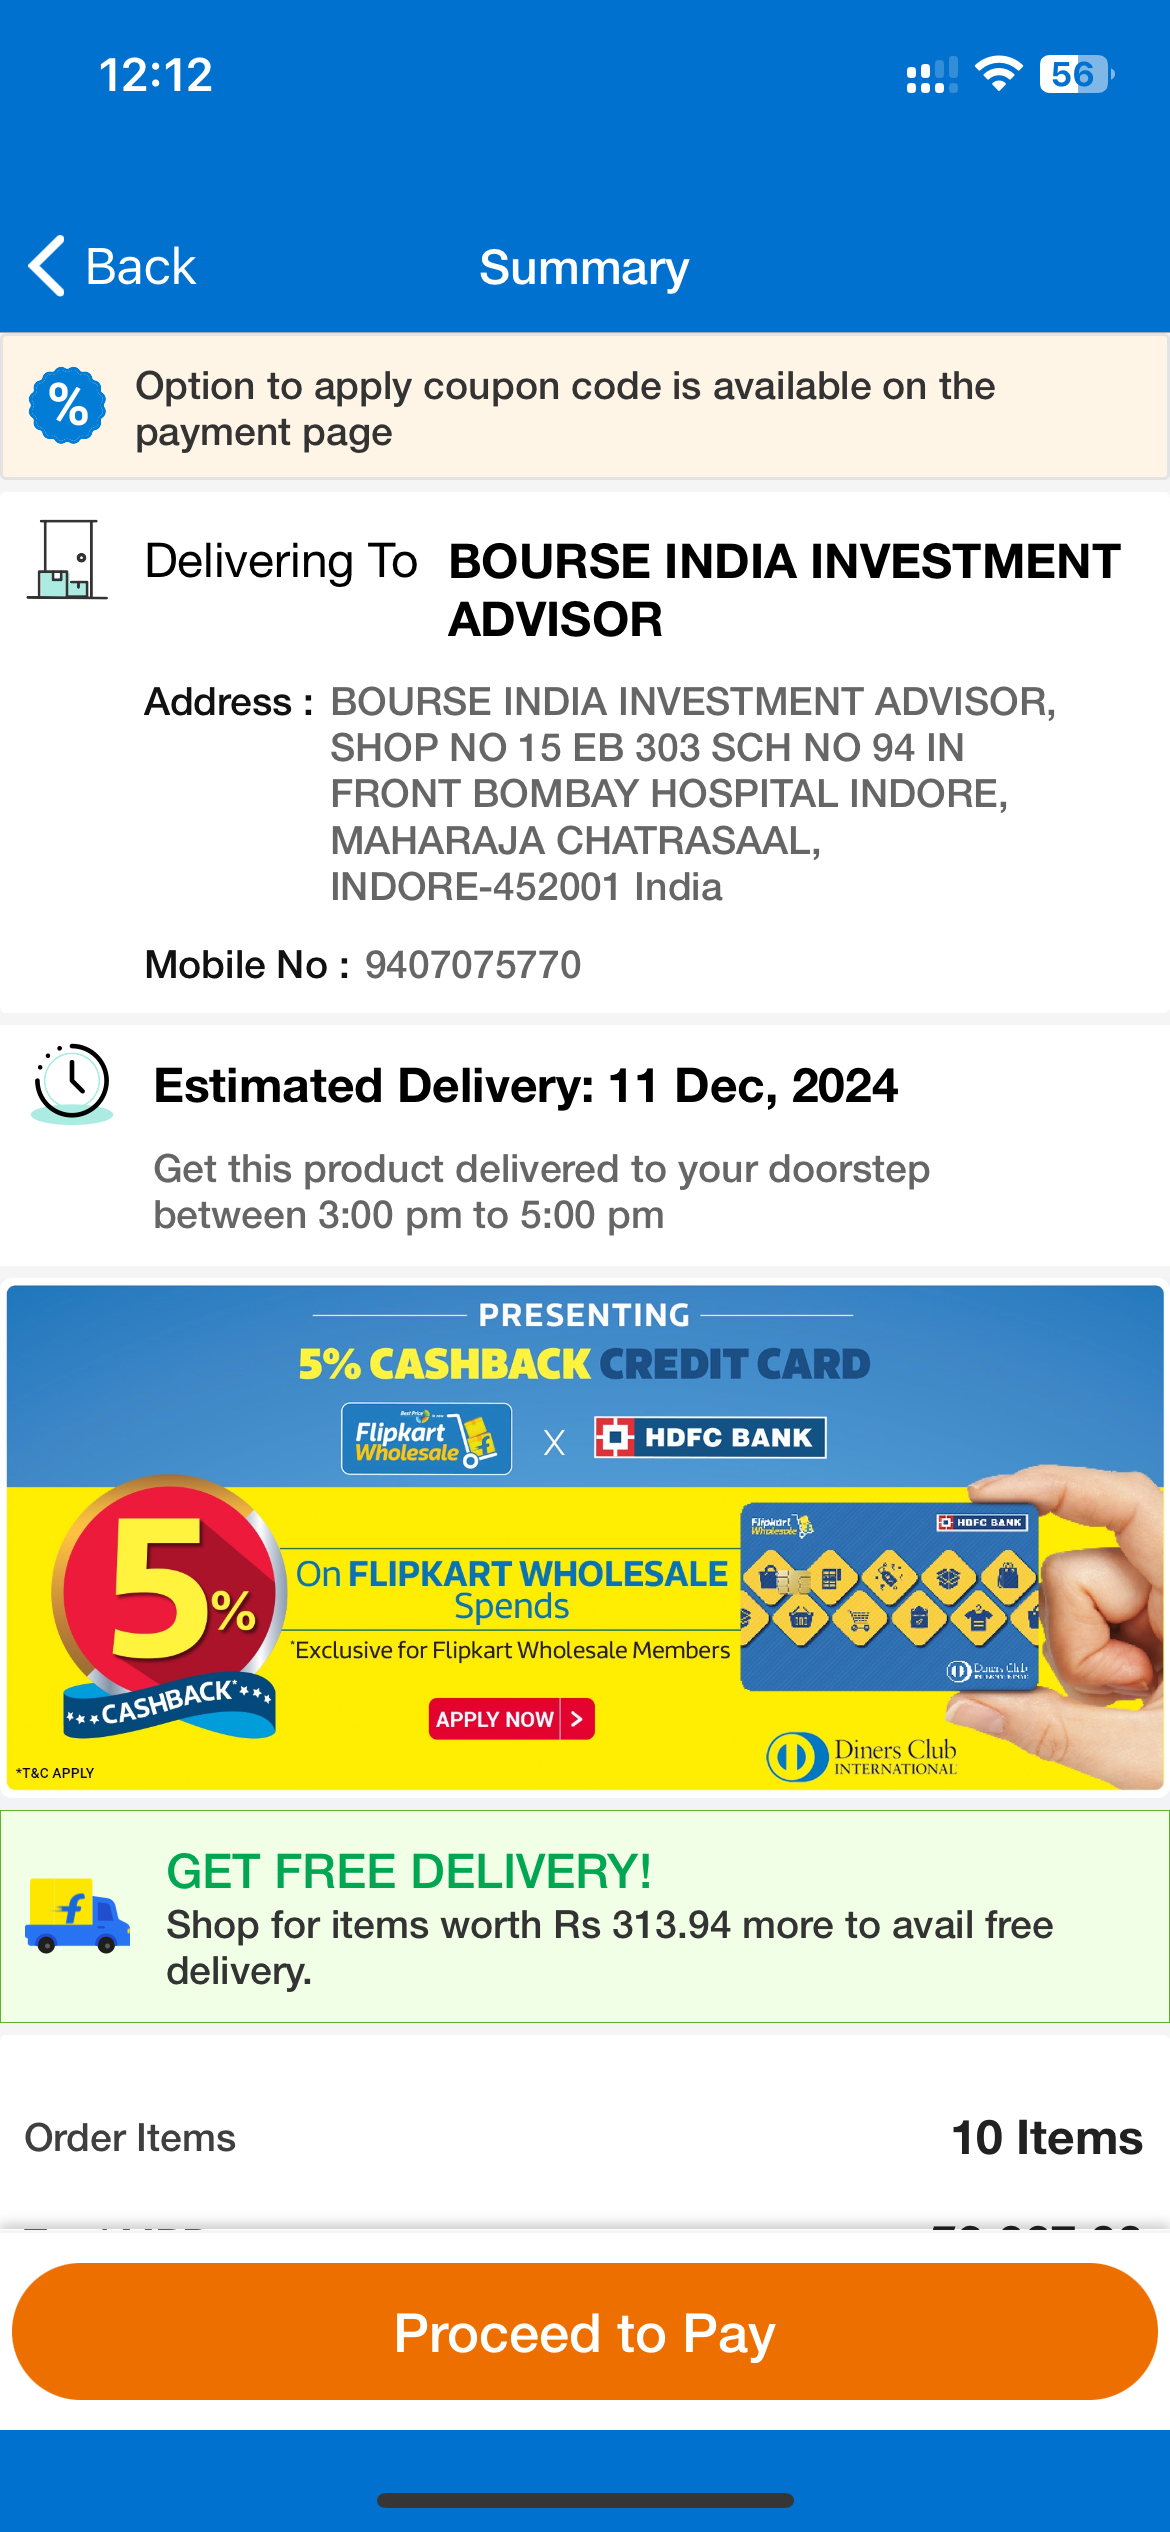 12:12
56
Back
Summary
%
Option to apply coupon code is available on the
payment page
Delivering To BOURSE INDIA INVESTMENT
ADVISOR
Address : BOURSE INDIA INVESTMENT ADVISOR,
SHOP NO 15 EB 303 SCH NO 94 IN
FRONT BOMBAY HOSPITAL INDORE,
MAHARAJA CHATRASAAL,
INDORE-452001 India
Mobile No : 9407075770
Estimated Delivery: 11 Dec, 2024
Get this product delivered to your doorstep
between 3:00 pm to 5:00 pm
PRESENTING
5% CASHBACK CREDIT CARD
Flipkart
Wholesale
X
HDFC BANK
5%
CASHBACK*
On FLIPKART WHOLESALE
Spends
*Exclusive for Flipkart Wholesale Members
APPLY NOW >
*T&C APPLY
Flipkart
Wholesale
HDFC BANK
Diners Club
INTERNATIONAL
Diners Club
INTERNATIONAL
GET FREE DELIVERY!
Shop for items worth Rs 313.94 more to avail free
delivery.
Order Items
10 Items
Proceed to Pay